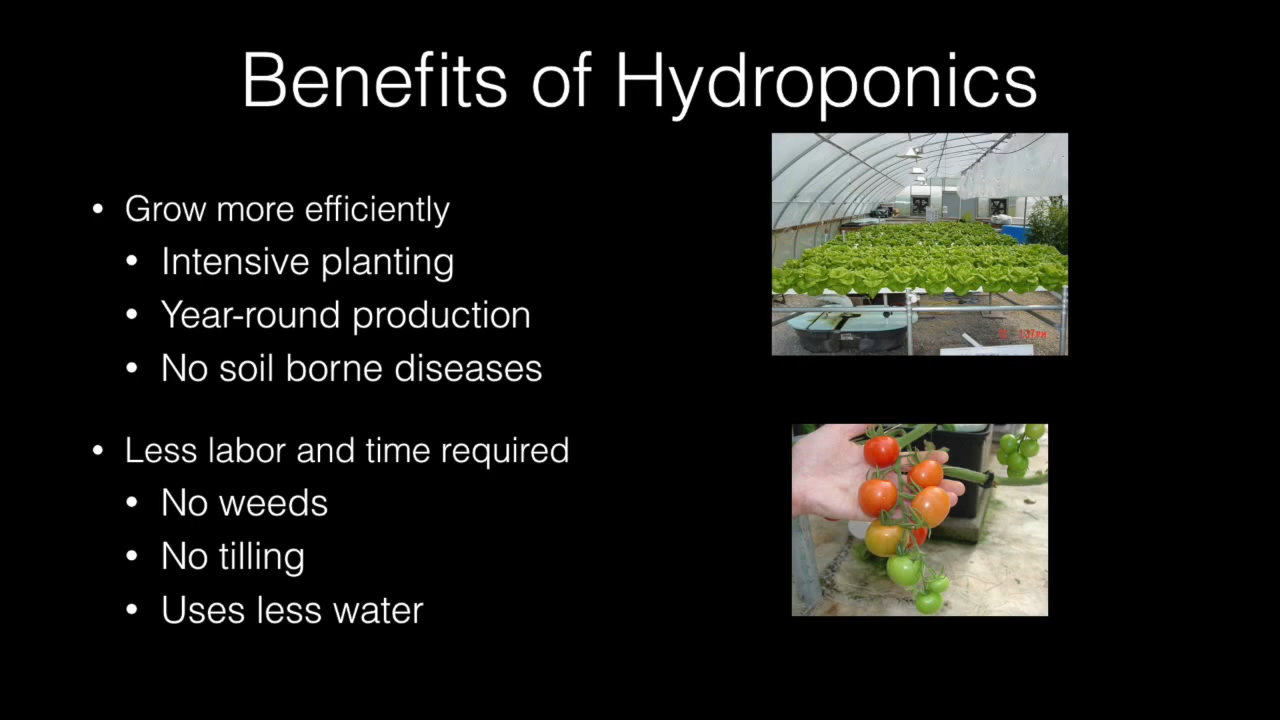 Benefits of Hydroponics
• Grow more efficiently
• Intensive planting
• Year-round production
• No soil borne diseases
• Less labor and time required
• No weeds
• No tilling
• Uses less water